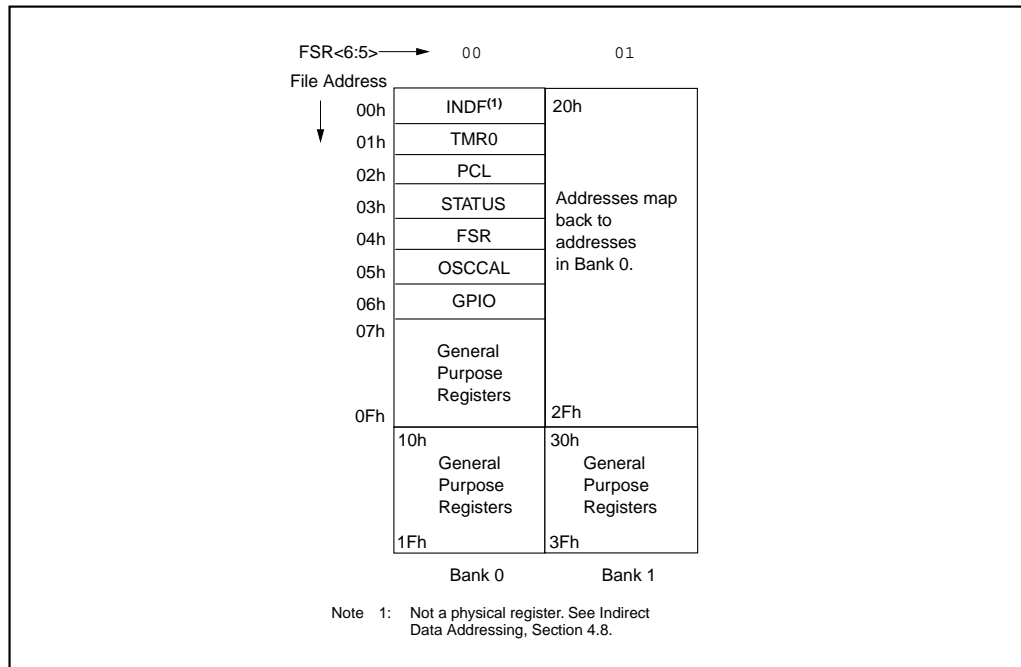 FSR<6:5> 00 01
File Address
00h INDF(1) 20h
01h TMR0
02h PCL
03h STATUS Addresses map
back to
04h FSR addresses
in Bank 0.
05h OSCCAL
06h GPIO
07h
General
Purpose
Registers
0Fh 2Fh
10h 30h
General General
Purpose Purpose
Registers Registers
1Fh 3Fh
Bank 0 Bank 1
Note 1: Not a physical register. See Indirect
Data Addressing, Section 4.8.